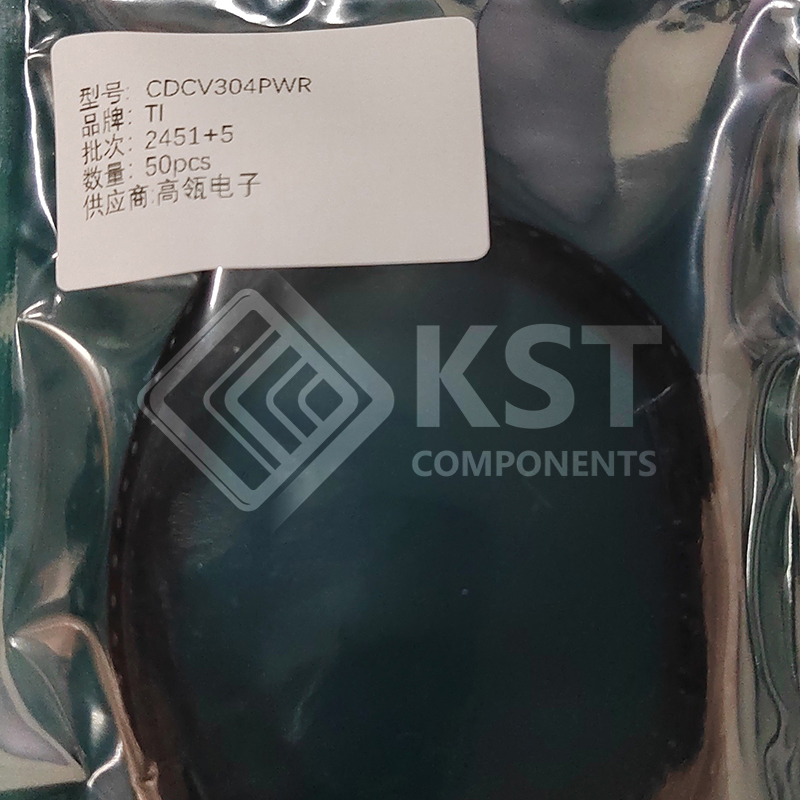 型号: CDCV304PWR
品牌: TI
批次: 2451+5
数量: 50pcs
供应商:高瓴电子
KST
COMPONENTS